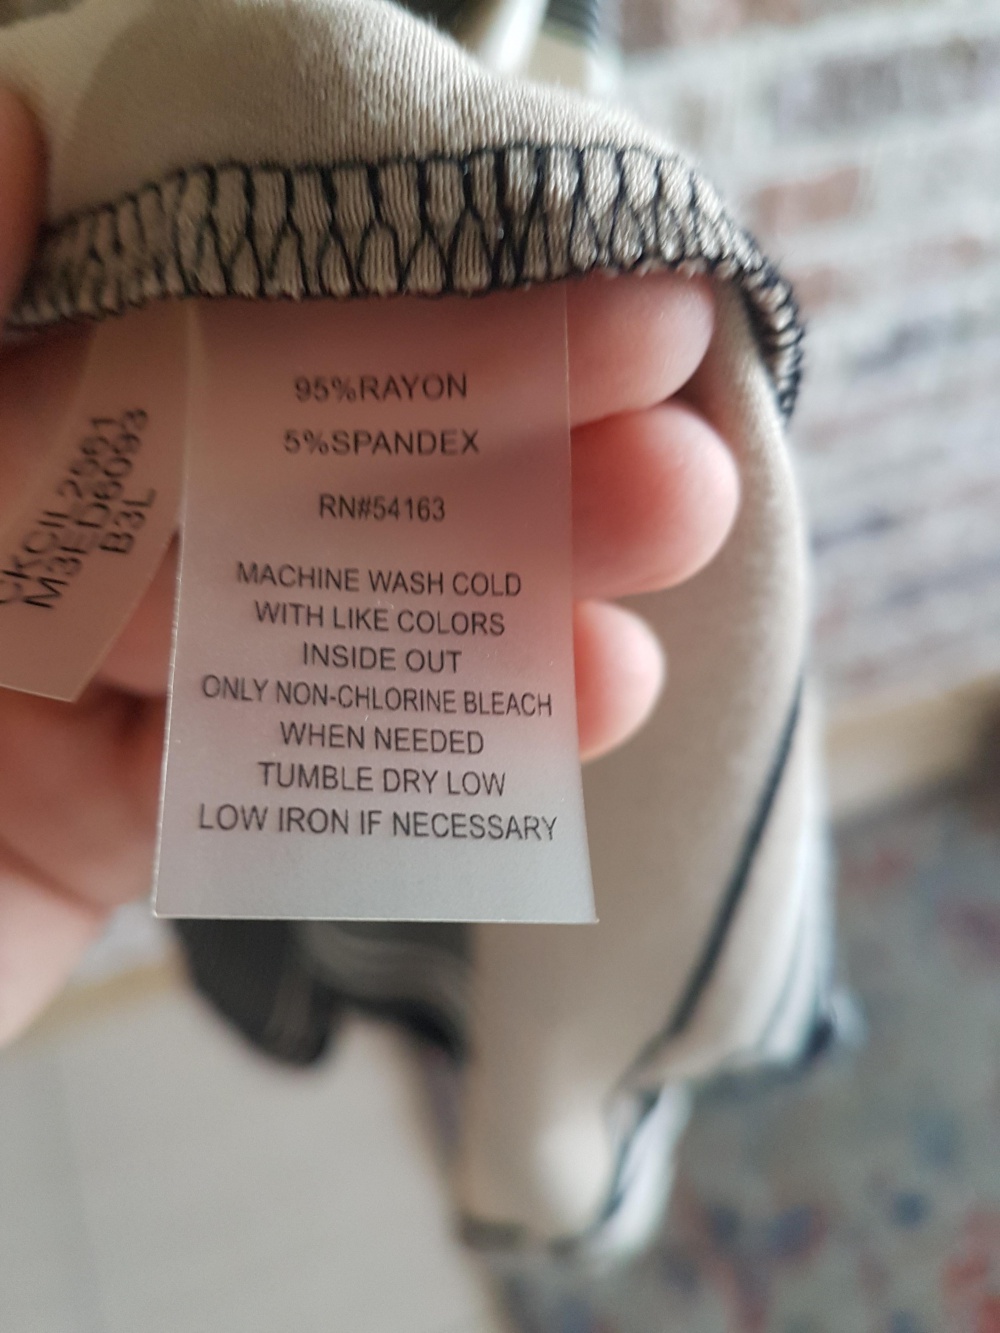 95%RAYON
5%SPANDEX
RN#54163
MACHINE WASH COLD
WITH LIKE COLORS
INSIDE OUT
ONLY NON-CHLORINE BLEACH
WHEN NEEDED
TUMBLE DRY LOW
LOW IRON IF NECESSARY
M3ED6093
B3L